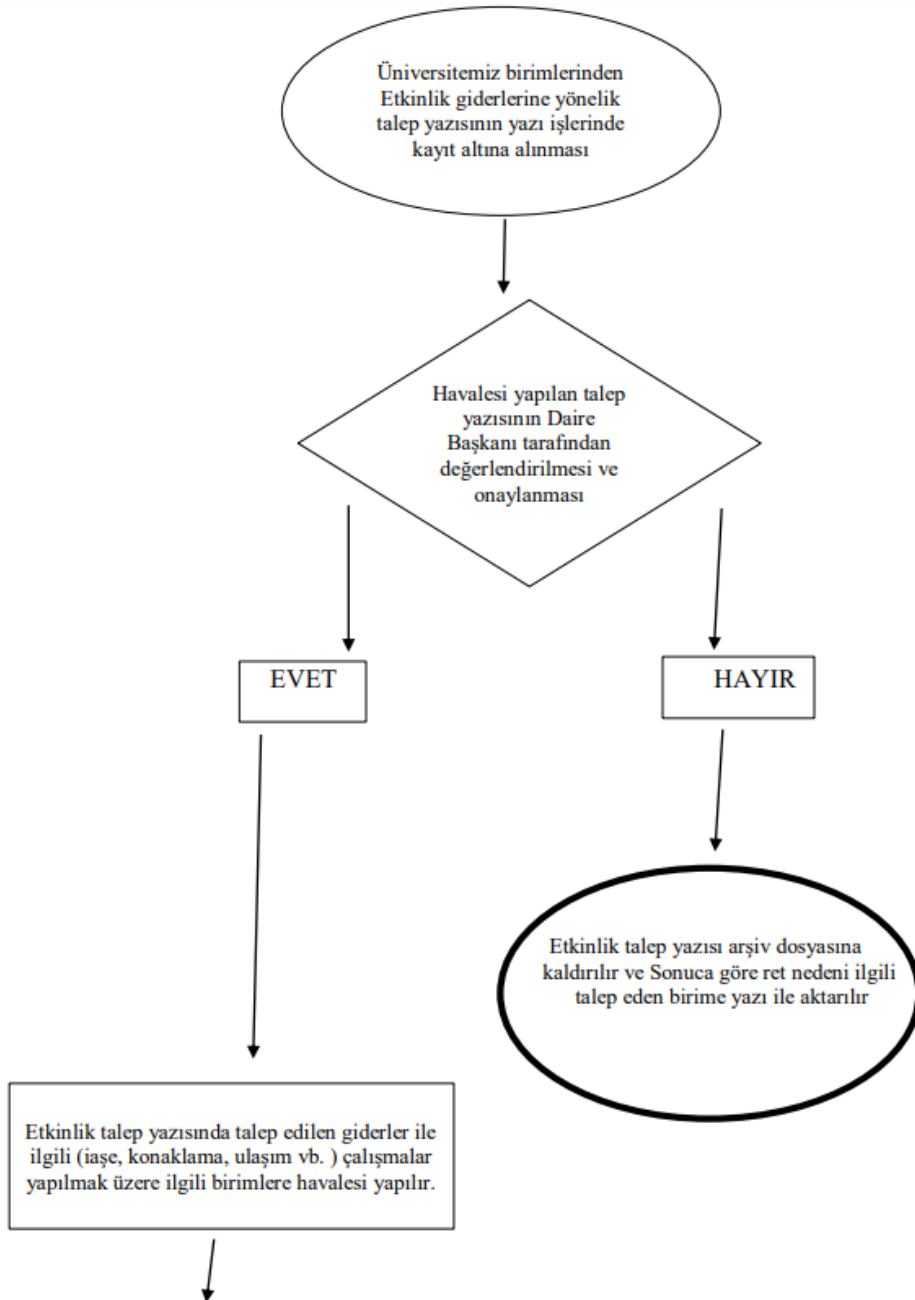 Üniversitemiz birimlerinden
Etkinlik giderlerine yönelik
talep yazısının yazı işlerinde
kayıt altına alınması
Havalesi yapılan talep
yazısının Daire
Başkanı tarafından
değerlendirilmesi ve
onaylanması
EVET
HAYIR
Etkinlik talep yazısı arşiv dosyasına
kaldırılır ve Sonuca göre ret nedeni ilgili
talep eden birime yazı ile aktarılır
Etkinlik talep yazısında talep edilen giderler ile
ilgili (iaşe, konaklama, ulaşım vb. ) çalışmalar
yapılmak üzere ilgili birimlere havalesi yapılır.